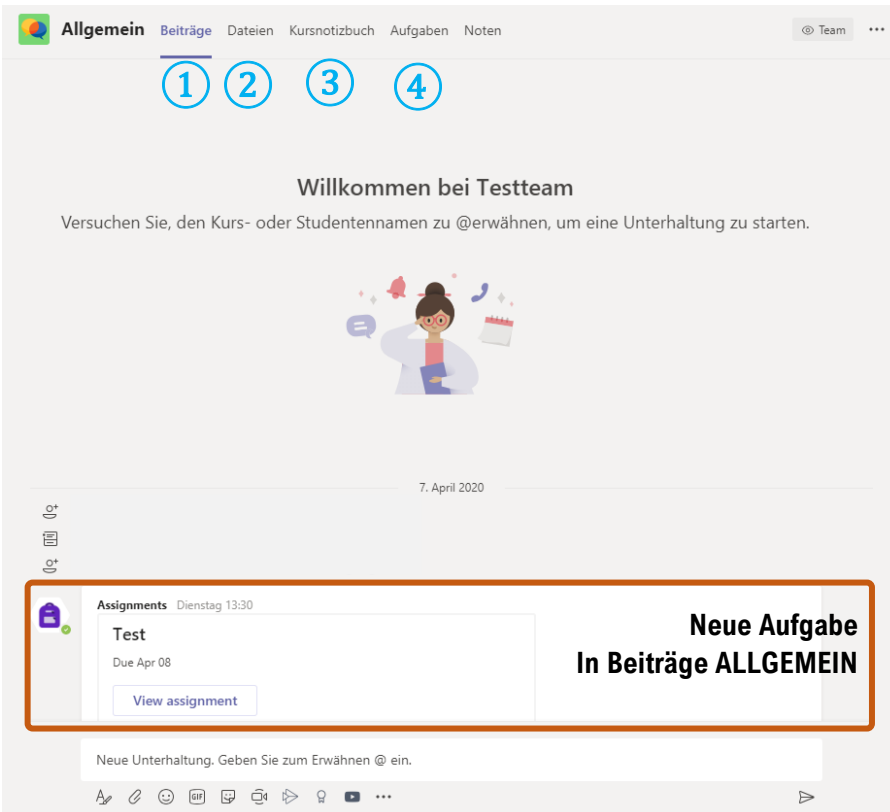 Allgemein Beiträge Dateien Kursnotizbuch Aufgaben Noten Team
1 2 3 4
Willkommen bei Testteam
Versuchen Sie, den Kurs- oder Studentennamen zu @erwähnen, um eine Unterhaltung zu starten.
7. April 2020
Assignments Dienstag 13:30
Test
Due Apr 08
View assignment
Neue Aufgabe
In Beiträge ALLGEMEIN
Neue Unterhaltung. Geben Sie zum Erwähnen @ ein.
GIF